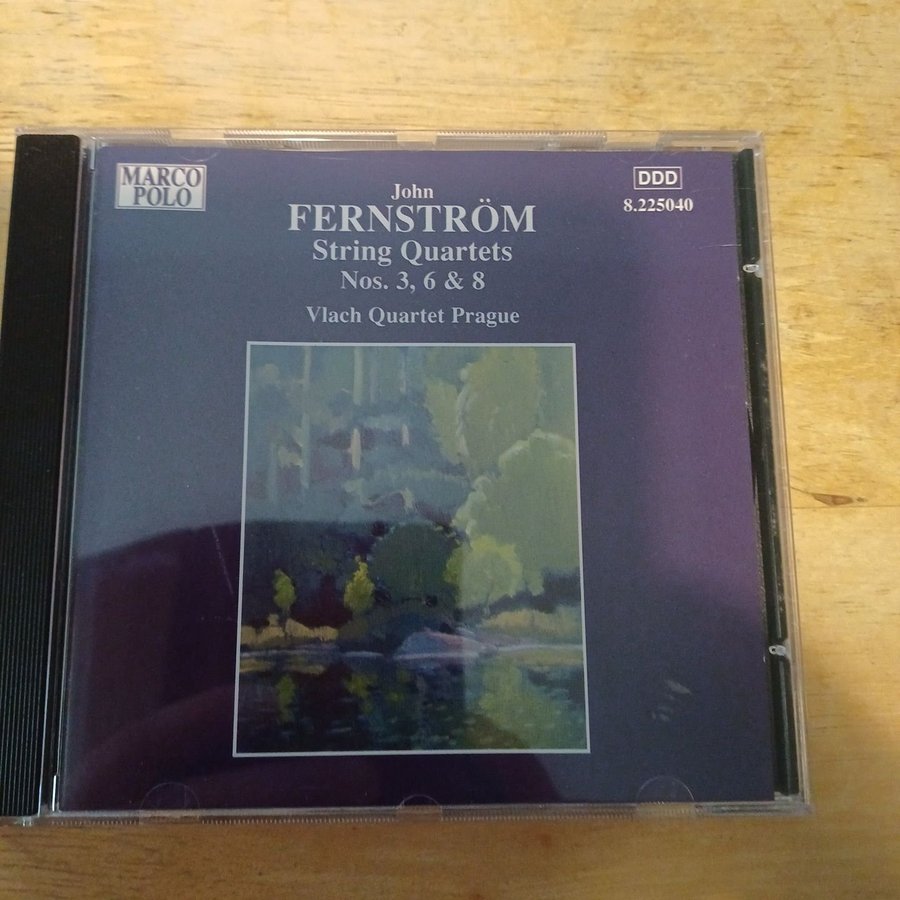 MARCO
POLO
DDD
8.225040
John
FERNSTRÖM
String Quartets
Nos. 3, 6 & 8
Vlach Quartet Prague